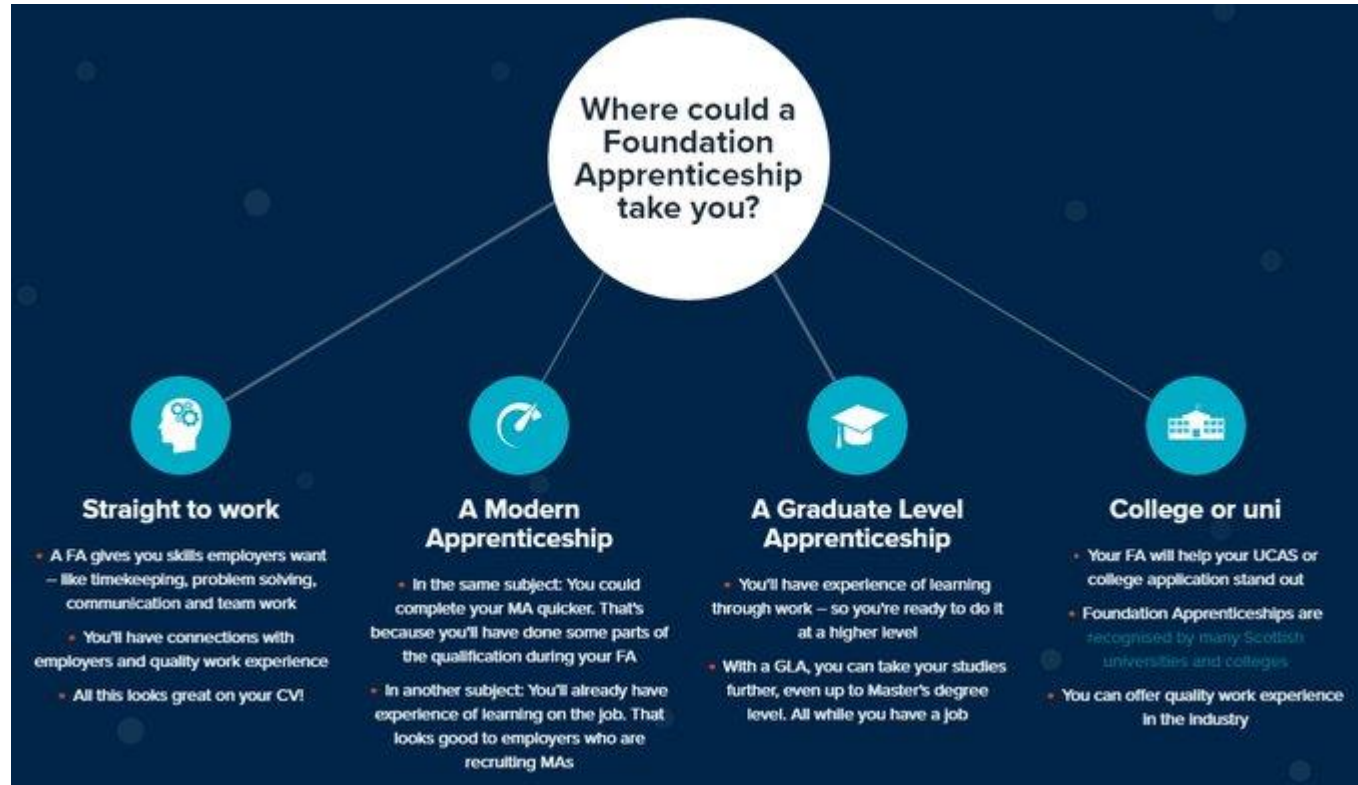 Where could a
Foundation
Apprenticeship
take you?
Straight to work
• A FA gives you skills employers want
– like timekeeping, problem solving,
communication and team work
• You'll have connections with
employers and quality work experience
• All this looks great on your CV!
A Modern
Apprenticeship
• In the same subject: You could
complete your MA quicker. That's
because you'll have done some parts of
the qualification during your FA
• In another subject: You'll already have
experience of learning on the job. That
looks good to employers who are
recruiting MAs
A Graduate Level
Apprenticeship
• You'll have experience of learning
through work – so you're ready to do it
at a higher level
• With a GLA, you can take your studies
further, even up to Master's degree
level. All while you have a job
College or uni
• Your FA will help your UCAS or
college application stand out
• Foundation Apprenticeships are
recognised by many Scottish
universities and colleges
• You can offer quality work experience
in the industry